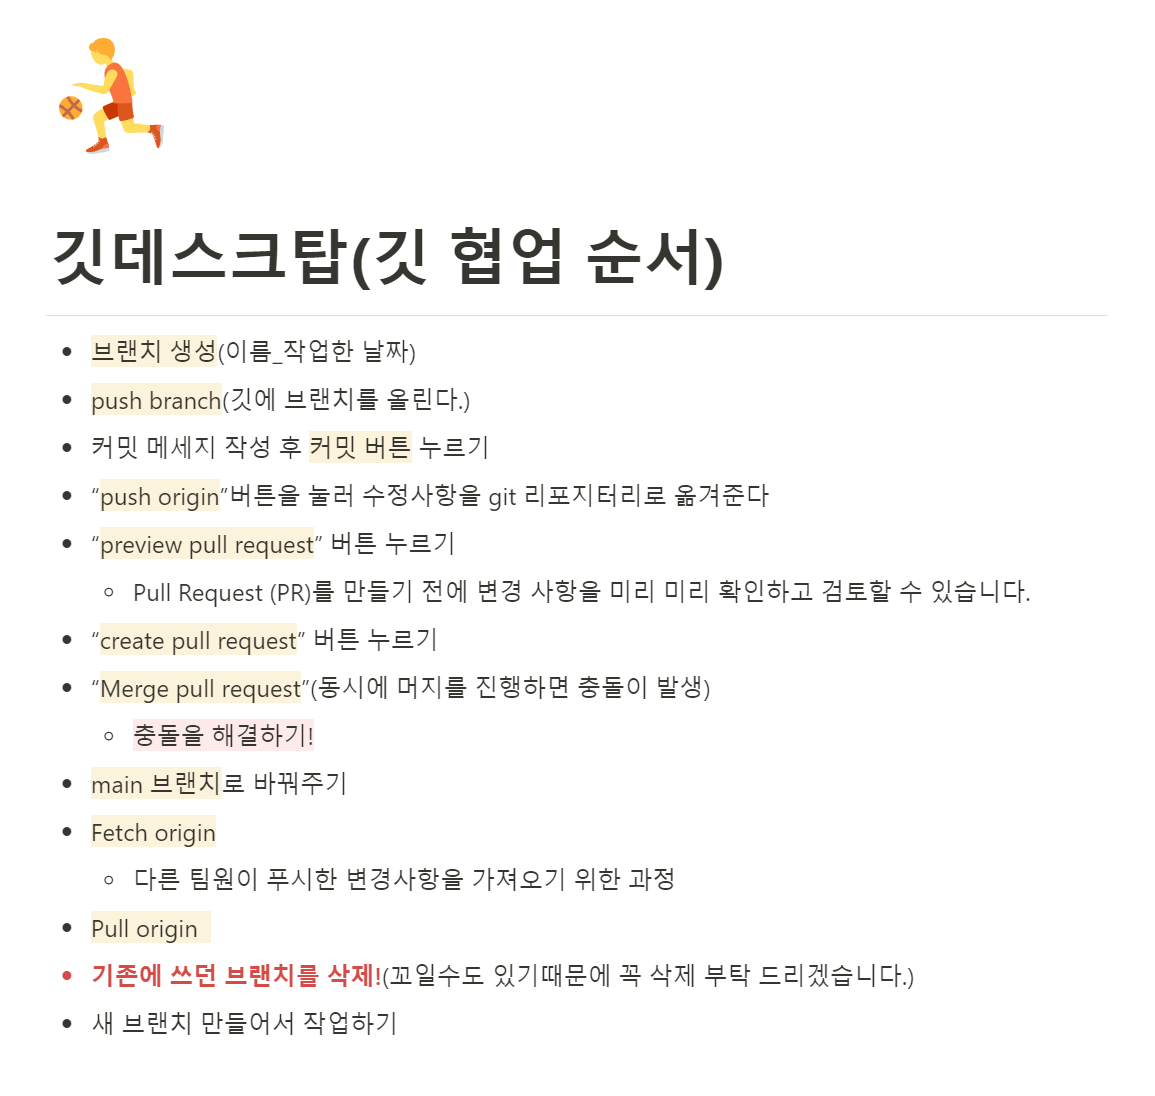 깃데스크탑(깃 협업 순서)
• 브랜치 생성(이름_작업한 날짜)
• push branch(깃에 브랜치를 올린다.)
• 커밋 메세지 작성 후 커밋 버튼 누르기
• “push origin”버튼을 눌러 수정사항을 git 리포지터리로 옮겨준다
• “preview pull request” 버튼 누르기
◦ Pull Request (PR)를 만들기 전에 변경 사항을 미리 미리 확인하고 검토할 수 있습니다.
• “create pull request” 버튼 누르기
• “Merge pull request”(동시에 머지를 진행하면 충돌이 발생)
◦ 충돌을 해결하기!
• main 브랜치로 바꿔주기
• Fetch origin
◦ 다른 팀원이 푸시한 변경사항을 가져오기 위한 과정
• Pull origin
• 기존에 쓰던 브랜치를 삭제!(꼬일수도 있기때문에 꼭 삭제 부탁 드리겠습니다.)
• 새 브랜치 만들어서 작업하기